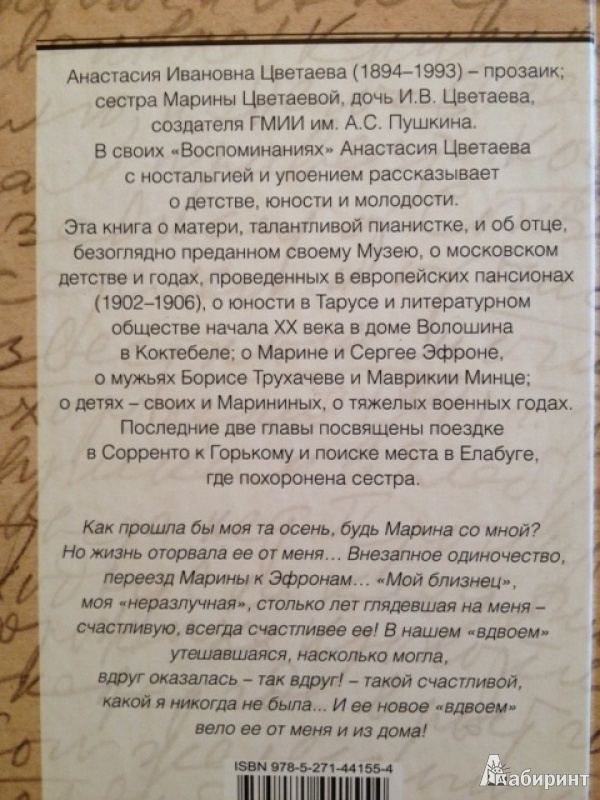 Анастасия Ивановна Цветаева (1894–1993) – прозаик;
сестра Марины Цветаевой, дочь И.В. Цветаева,
создателя ГМИИ им. А.С. Пушкина.
В своих «Воспоминаниях» Анастасия Цветаева
с ностальгией и упоением рассказывает
о детстве, юности и молодости.
Эта книга о матери, талантливой пианистке, и об отце,
безоглядно преданном своему Музею, о московском
детстве и годах, проведенных в европейских пансионах
(1902–1906), о юности в Тарусе и литературном
обществе начала XX века в доме Волошина
в Коктебеле; о Марине и Сергее Эфроне,
о мужьях Борисе Трухачеве и Маврикии Минце;
о детях – своих и Марининых, о тяжелых военных годах.
Последние две главы посвящены поездке
в Сорренто к Горькому и поиске места в Елабуге,
где похоронена сестра.
Как прошла бы моя та осень, будь Марина со мной?
Но жизнь оторвала ее от меня... Внезапное одиночество,
переезд Марины к Эфронам... «Мой близнец»,
моя «неразлучная», столько лет глядевшая на меня –
счастливую, всегда счастливее ее! В нашем «вдвоем»
утешавшаяся, насколько могла,
вдруг оказалась – так вдруг! – такой счастливой,
какой я никогда не была... И ее новое «вдвоем»
вело ее от меня и из дома!
ISBN 978-5-271-44155-4
Лабиринт